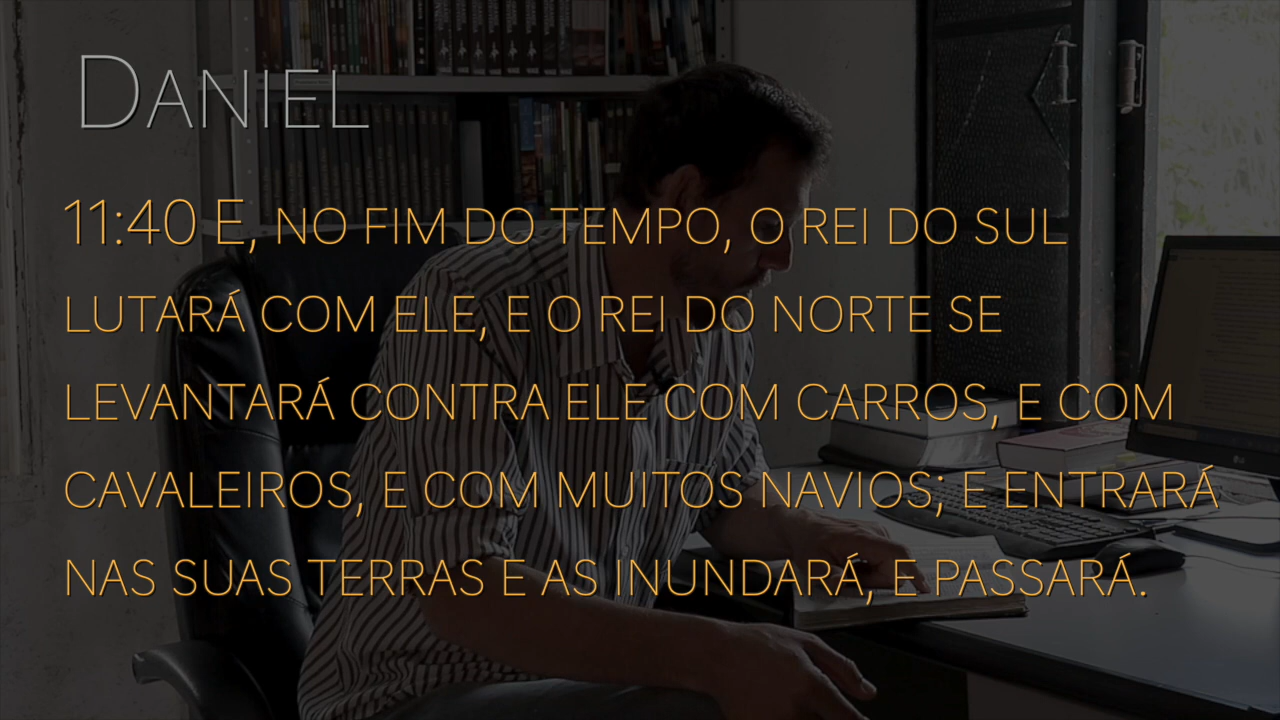 DANIEL
11:40 E, NO FIM DO TEMPO, O REI DO SUL
LUTARÁ COM ELE, E O REI DO NORTE SE
LEVANTARÁ CONTRA ELE COM CARROS, E COM
CAVALEIROS, E COM MUITOS NAVIOS; E ENTRARÁ
NAS SUAS TERRAS E AS INUNDARÁ, E PASSARÁ.